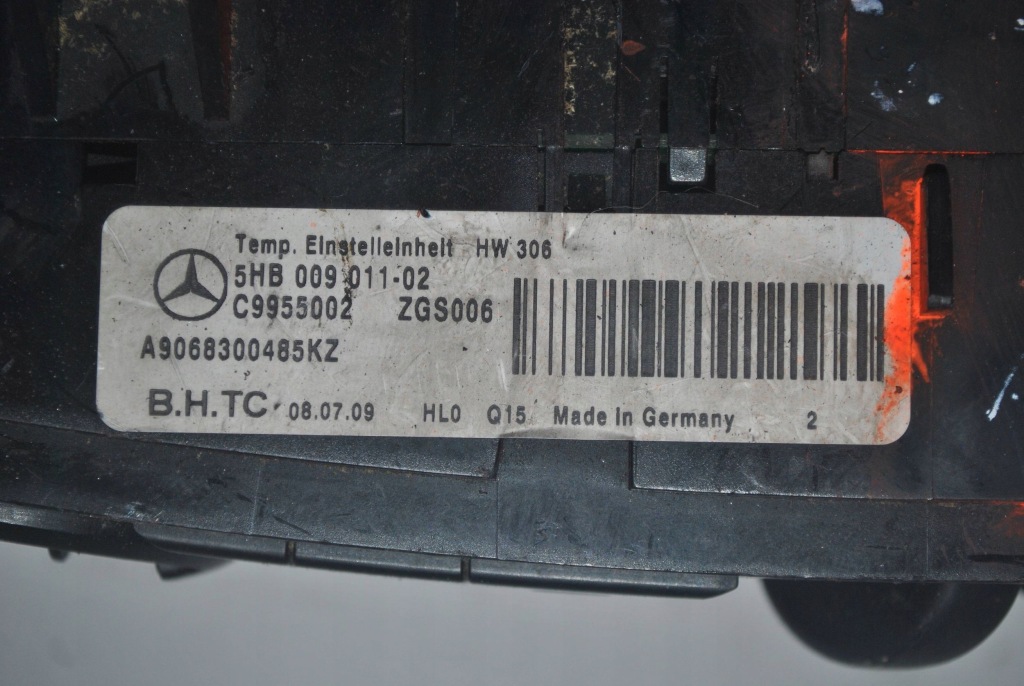 Temp. Einstelleinheit HW 306
5HB 009 011-02
C9955002 ZGS006
A9068300485KZ
B.H.TC 08.07.09 HL0 Q15 Made in Germany 2